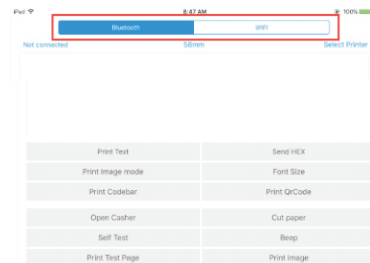 iPad 8:47 AM 100%
Bluetooth WIFI
Not connected 58mm Select Printer
Print Text Send HEX
Print Image mode Font Size
Print Codebar Print QrCode
Open Casher Cut paper
Self Test Beep
Print Test Page Print Image